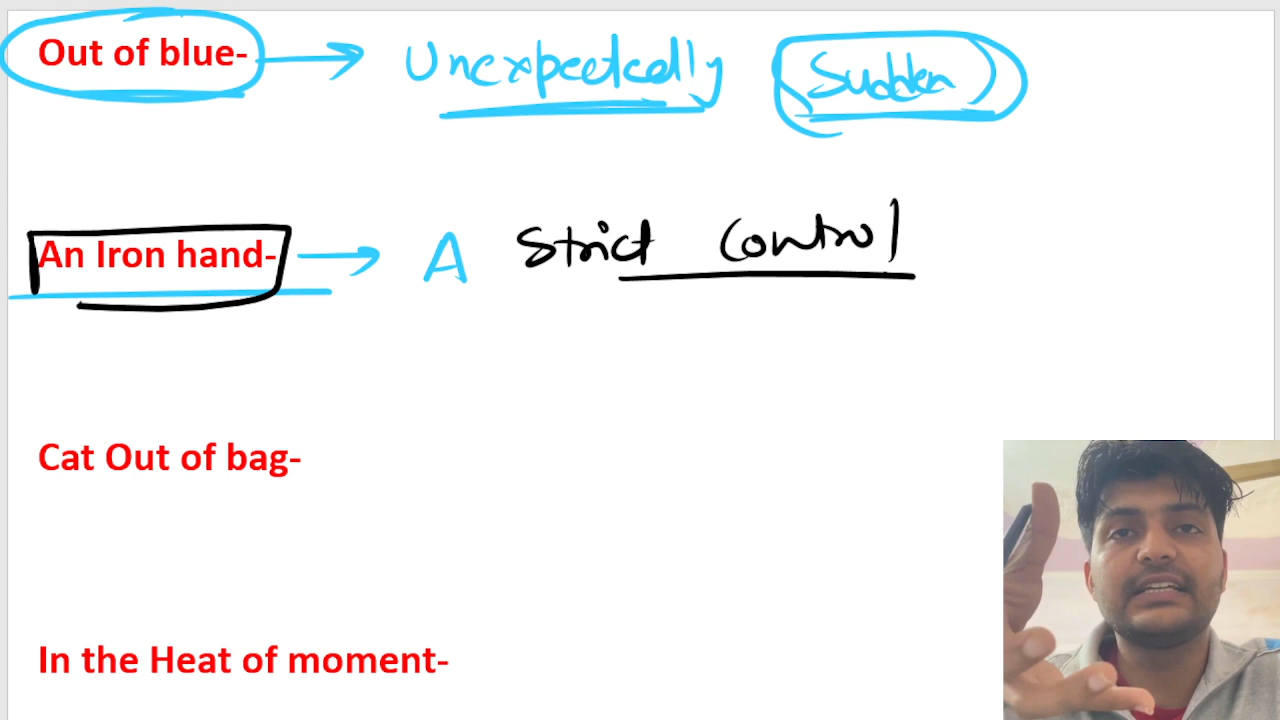 Out of blue- Unexpectedly (Sudden)
An Iron hand- A Strict Control
Cat Out of bag-
In the Heat of moment-